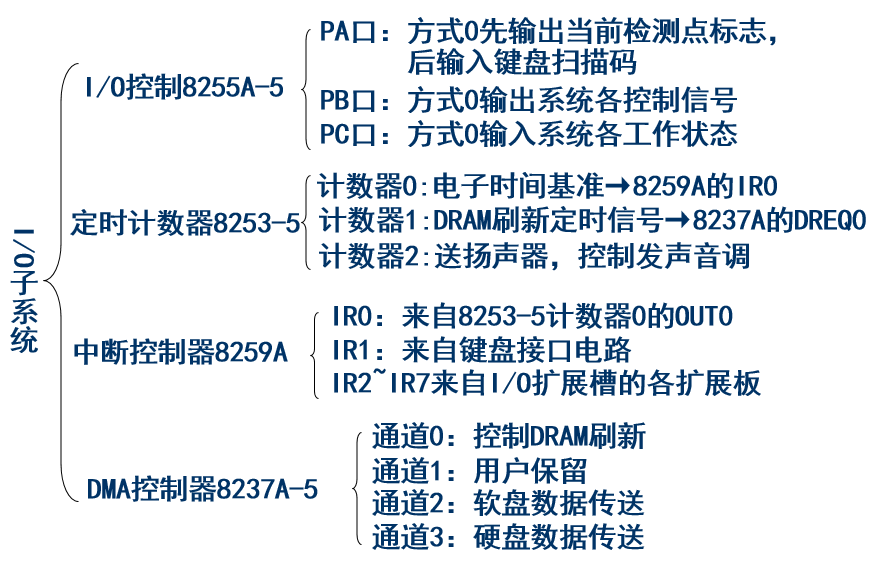 I/O子系统
I/O控制8255A-5
PA口：方式0先输出当前检测点标志，
后输入键盘扫描码
PB口：方式0输出系统各控制信号
PC口：方式0输入系统各工作状态
定时计数器8253-5
计数器0:电子时间基准→8259A的IR0
计数器1:DRAM刷新定时信号→8237A的DREQ0
计数器2:送扬声器，控制发声音调
中断控制器8259A
IR0：来自8253-5计数器0的OUT0
IR1：来自键盘接口电路
IR2~IR7来自I/O扩展槽的各扩展板
DMA控制器8237A-5
通道0：控制DRAM刷新
通道1：用户保留
通道2：软盘数据传送
通道3：硬盘数据传送